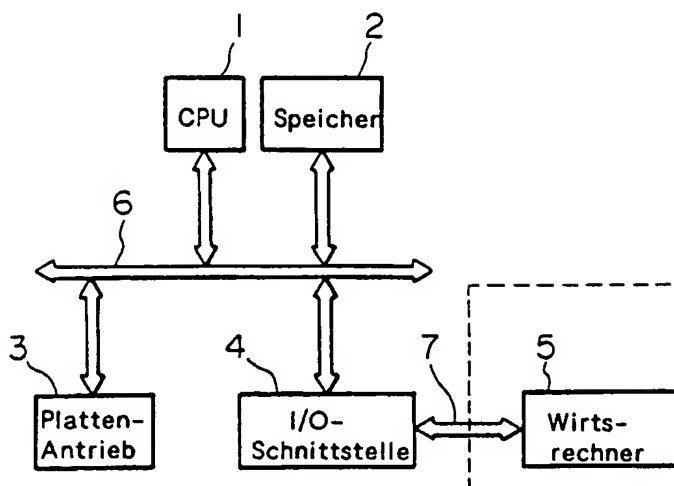 1
2
CPU
Speicher
6
3
4
7
5
Platten-
Antrieb
I/O-
Schnittstelle
Wirts-
rechner